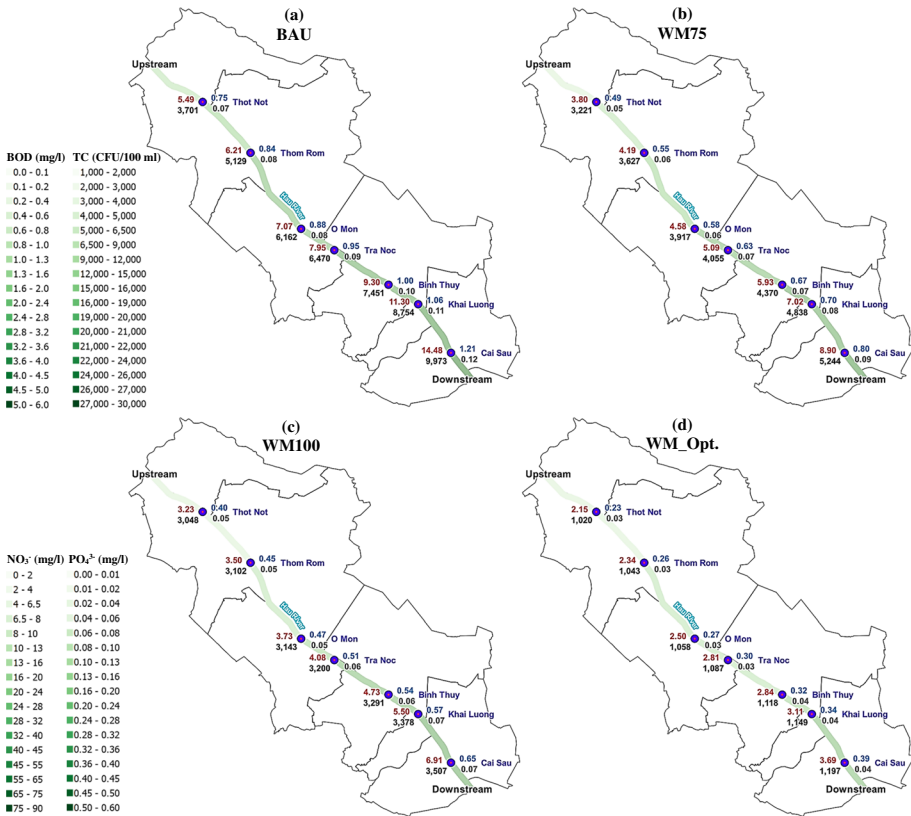 (a)
BAU
Upstream
5.49 0.75 Thot Not
3,701 0.07
6.21 0.84 Thom Rom
5,129 0.08
Hau River
7.07 0.88 O Mon
6,162 0.08
7.95 0.95 Tra Noc
6,470 0.09
9.30 1.00 Binh Thuy
7,451 0.10
11.30 1.06 Khai Luong
8,754 0.11
14.48 1.21 Cai Sau
9,973 0.12
Downstream
(b)
WM75
Upstream
3.80 0.49 Thot Not
3,221 0.05
4.19 0.55 Thom Rom
3,627 0.06
Hau River
4.58 0.58 O Mon
3,917 0.06
5.09 0.63 Tra Noc
4,055 0.07
5.93 0.67 Binh Thuy
4,370 0.07
7.02 0.70 Khai Luong
4,838 0.08
8.90 0.80 Cai Sau
5,244 0.09
Downstream
BOD (mg/l) TC (CFU/100 ml)
0.0 - 0.1 1,000 - 2,000
0.1 - 0.2 2,000 - 3,000
0.2 - 0.4 3,000 - 4,000
0.4 - 0.6 4,000 - 5,000
0.6 - 0.8 5,000 - 6,500
0.8 - 1.0 6,500 - 9,000
1.0 - 1.3 9,000 - 12,000
1.3 - 1.6 12,000 - 15,000
1.6 - 2.0 15,000 - 16,000
2.0 - 2.4 16,000 - 19,000
2.4 - 2.8 19,000 - 20,000
2.8 - 3.2 20,000 - 21,000
3.2 - 3.6 21,000 - 22,000
3.6 - 4.0 22,000 - 24,000
4.0 - 4.5 24,000 - 26,000
4.5 - 5.0 26,000 - 27,000
5.0 - 6.0 27,000 - 30,000
(c)
WM100
Upstream
3.23 0.40 Thot Not
3,048 0.05
3.50 0.45 Thom Rom
3,102 0.05
Hau River
3.73 0.47 O Mon
3,143 0.05
4.08 0.51 Tra Noc
3,200 0.06
4.73 0.54 Binh Thuy
3,291 0.06
5.50 0.57 Khai Luong
3,378 0.07
6.91 0.65 Cai Sau
3,507 0.07
Downstream
(d)
WM_Opt.
Upstream
2.15 0.23 Thot Not
1,020 0.03
2.34 0.26 Thom Rom
1,043 0.03
Hau River
2.50 0.27 O Mon
1,058 0.03
2.81 0.30 Tra Noc
1,087 0.03
2.84 0.32 Binh Thuy
1,118 0.04
3.11 0.34 Khai Luong
1,149 0.04
3.69 0.39 Cai Sau
1,197 0.04
Downstream
NO₃⁻ (mg/l) PO₄³⁻ (mg/l)
0 - 2 0.00 - 0.01
2 - 4 0.01 - 0.02
4 - 6.5 0.02 - 0.04
6.5 - 8 0.04 - 0.06
8 - 10 0.06 - 0.08
10 - 13 0.08 - 0.10
13 - 16 0.10 - 0.13
16 - 20 0.13 - 0.16
20 - 24 0.16 - 0.20
24 - 28 0.20 - 0.24
28 - 32 0.24 - 0.28
32 - 40 0.28 - 0.32
40 - 45 0.32 - 0.36
45 - 55 0.36 - 0.40
55 - 65 0.40 - 0.45
65 - 75 0.45 - 0.50
75 - 90 0.50 - 0.60